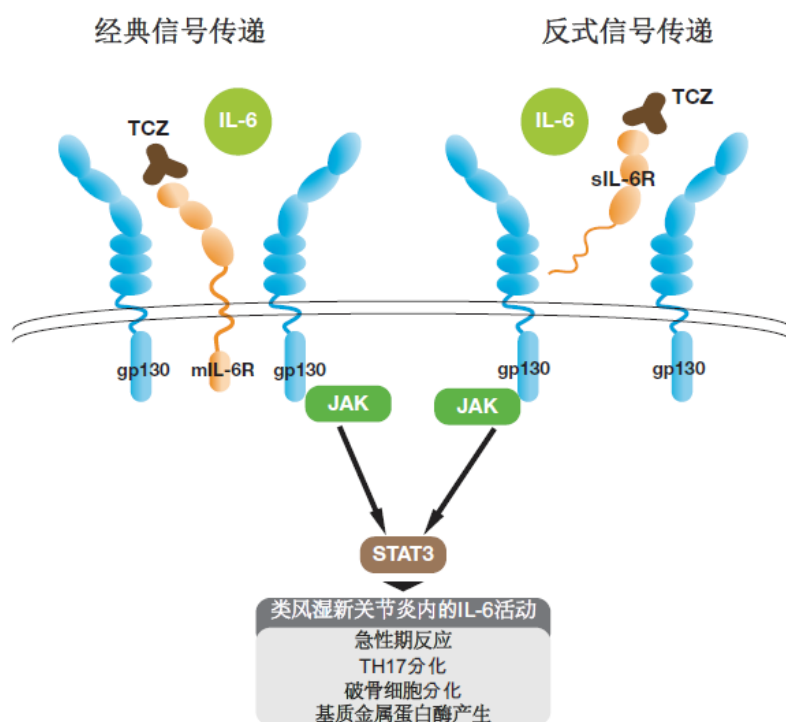 经典信号传递
反式信号传递
TCZ
IL-6
IL-6
TCZ
sIL-6R
gp130
mIL-6R
gp130
gp130
gp130
JAK
JAK
STAT3
类风湿新关节炎内的IL-6活动
急性期反应
TH17分化
破骨细胞分化
基质金属蛋白酶产生